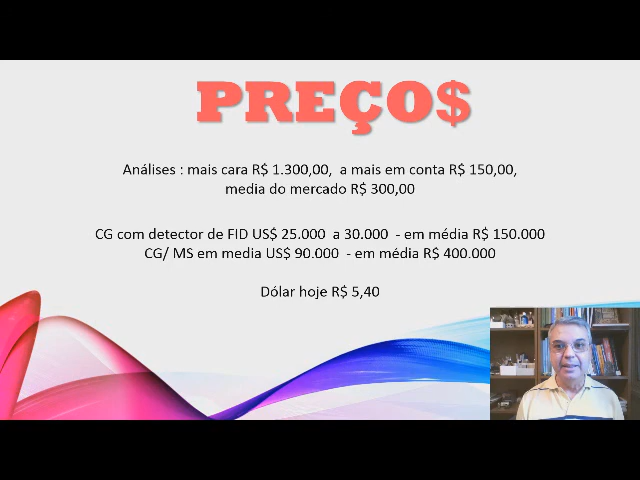 PREÇO$
Análises : mais cara R$ 1.300,00,  a mais em conta R$ 150,00,
media do mercado R$ 300,00
CG com detector de FID US$ 25.000  a 30.000  - em média R$ 150.000
CG/ MS em media US$ 90.000  - em média R$ 400.000
Dólar hoje R$ 5,40